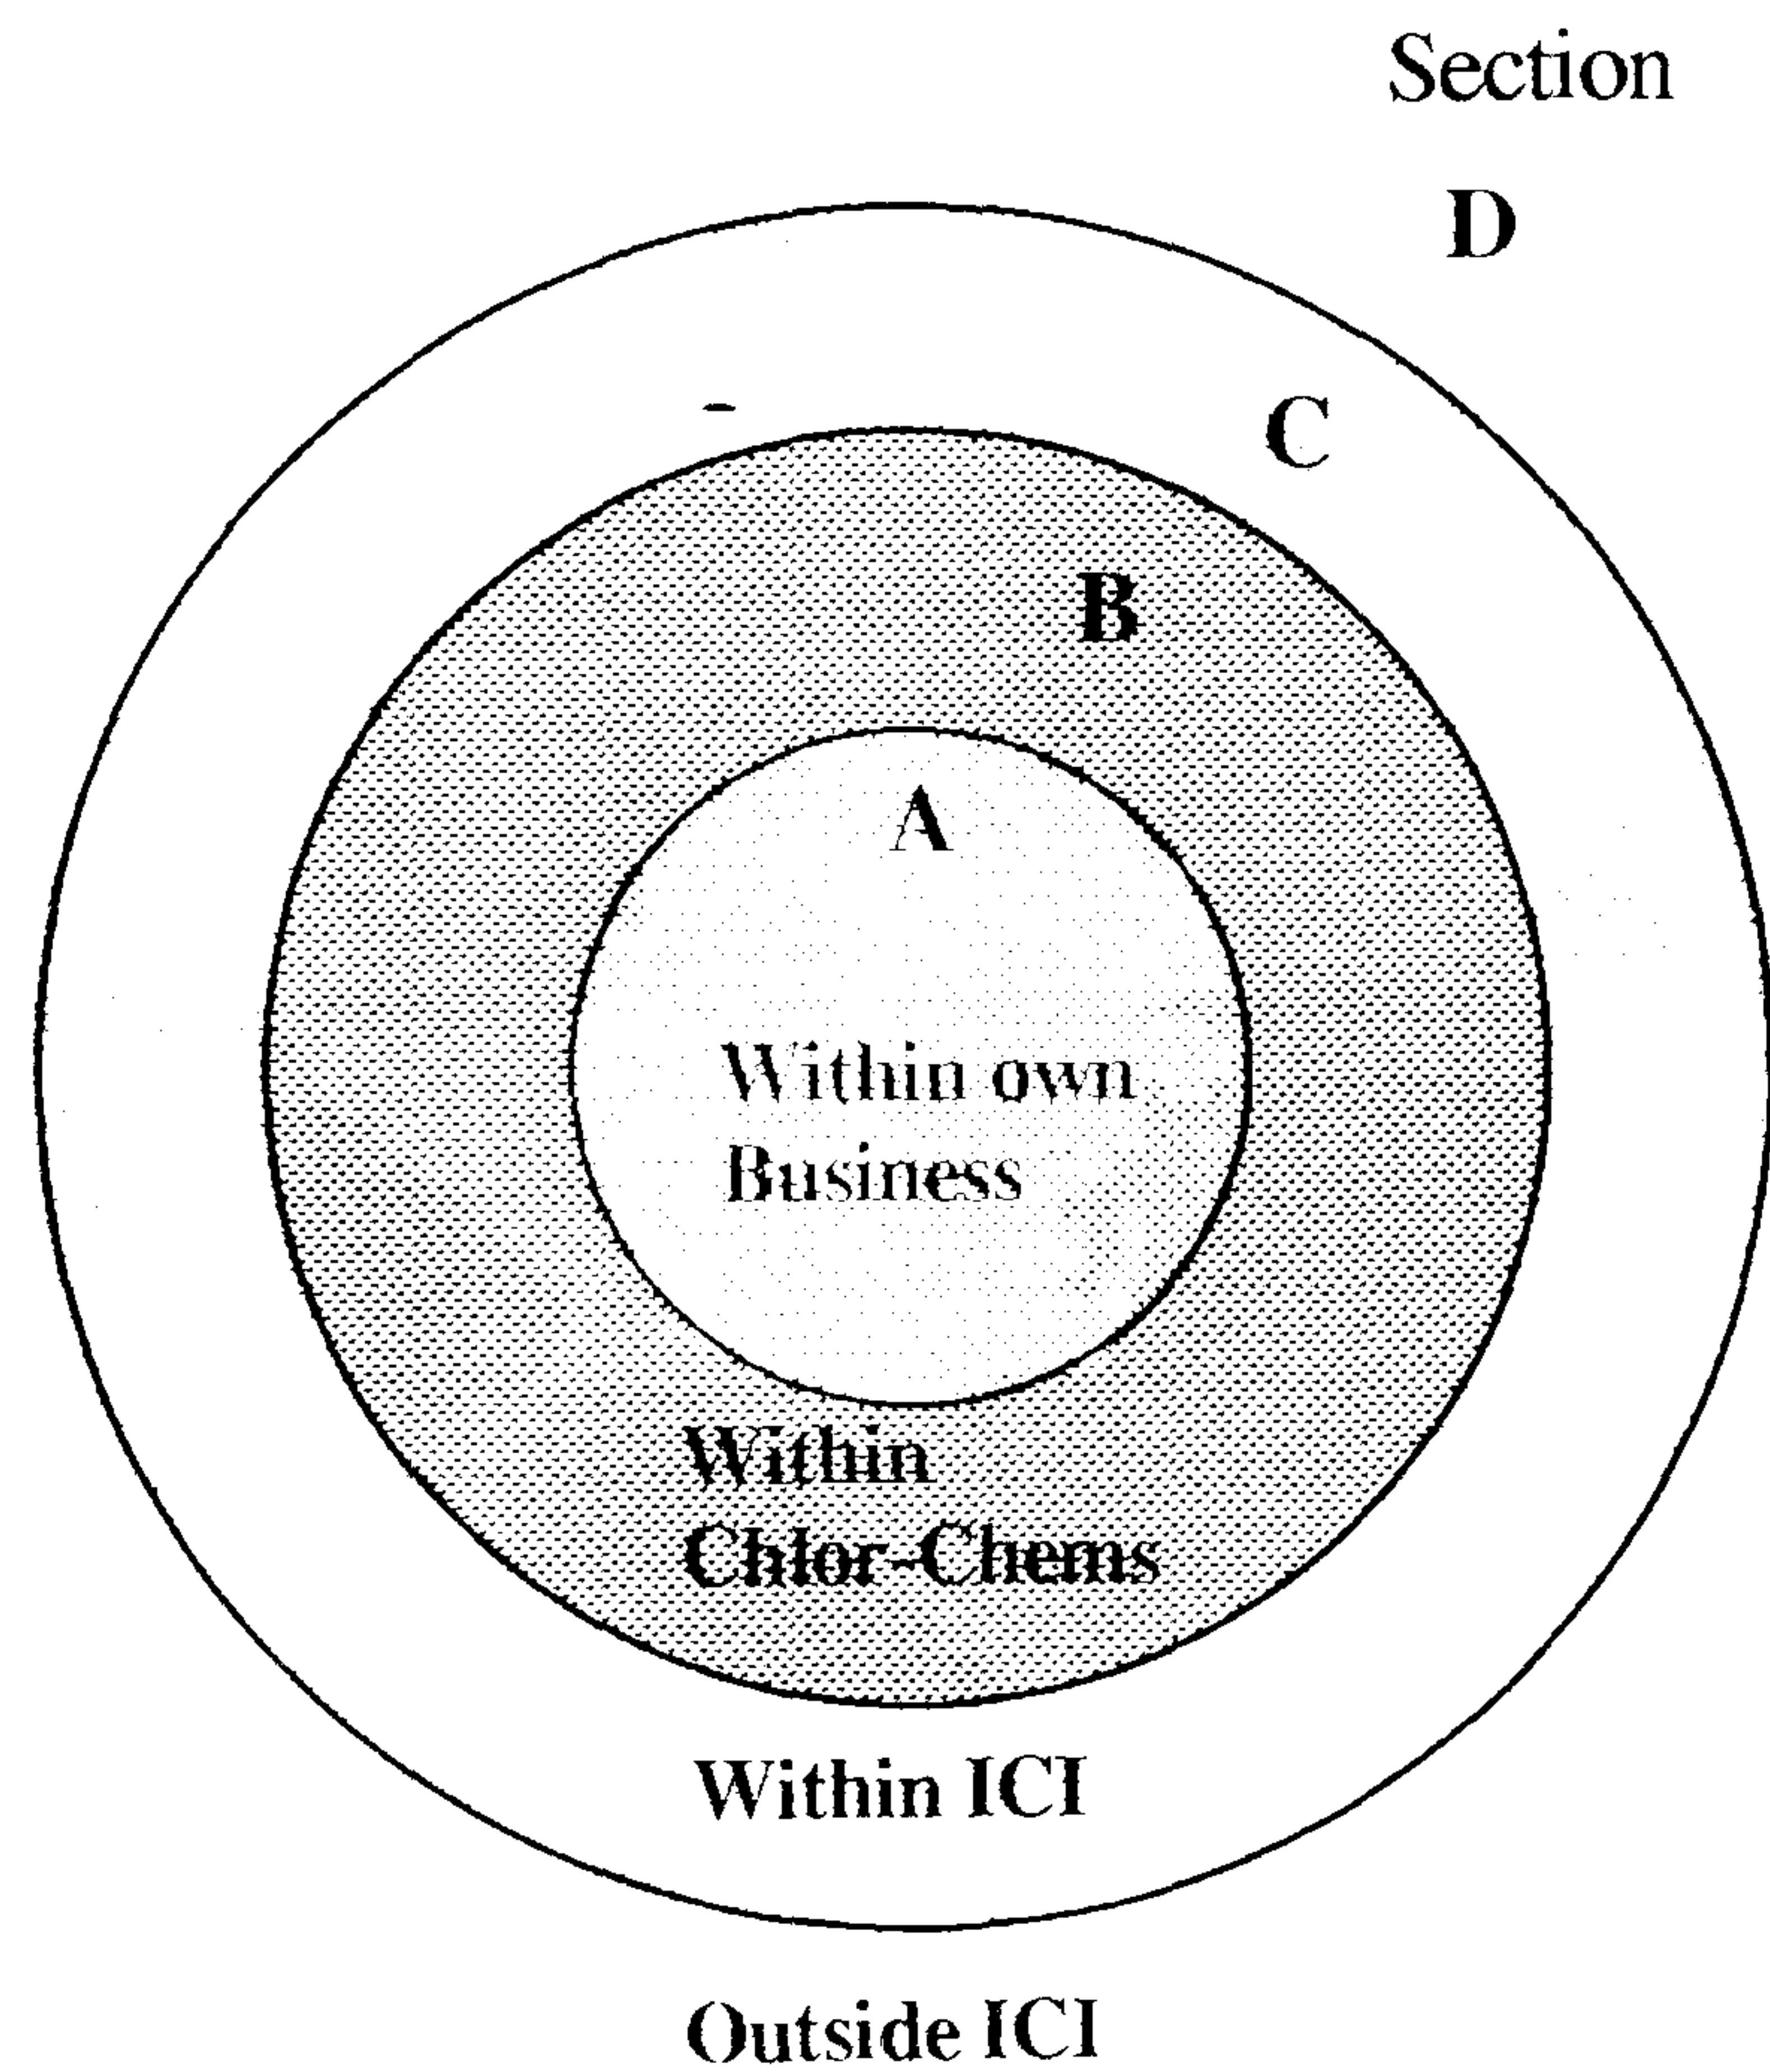 Section
D
C
B
A
Within own
Business
Within
Chlor-Chems
Within ICI
Outside ICI